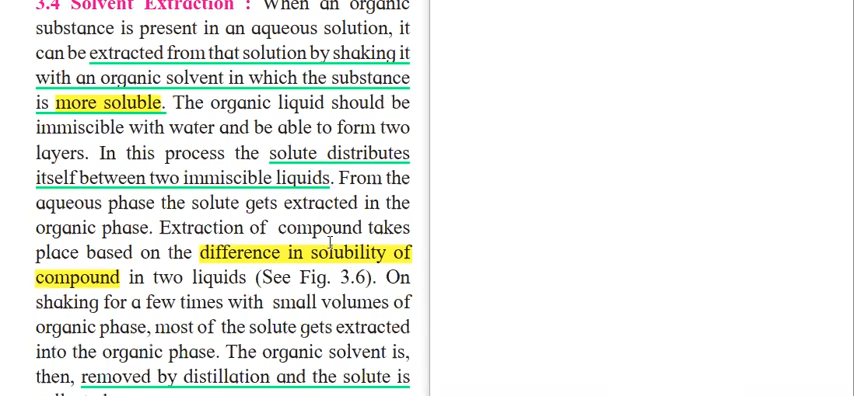 3.4 Solvent Extraction : When an organic
substance is present in an aqueous solution, it
can be extracted from that solution by shaking it
with an organic solvent in which the substance
is more soluble. The organic liquid should be
immiscible with water and be able to form two
layers. In this process the solute distributes
itself between two immiscible liquids. From the
aqueous phase the solute gets extracted in the
organic phase. Extraction of compound takes
place based on the difference in solubility of
compound in two liquids (See Fig. 3.6). On
shaking for a few times with small volumes of
organic phase, most of the solute gets extracted
into the organic phase. The organic solvent is,
then, removed by distillation and the solute is